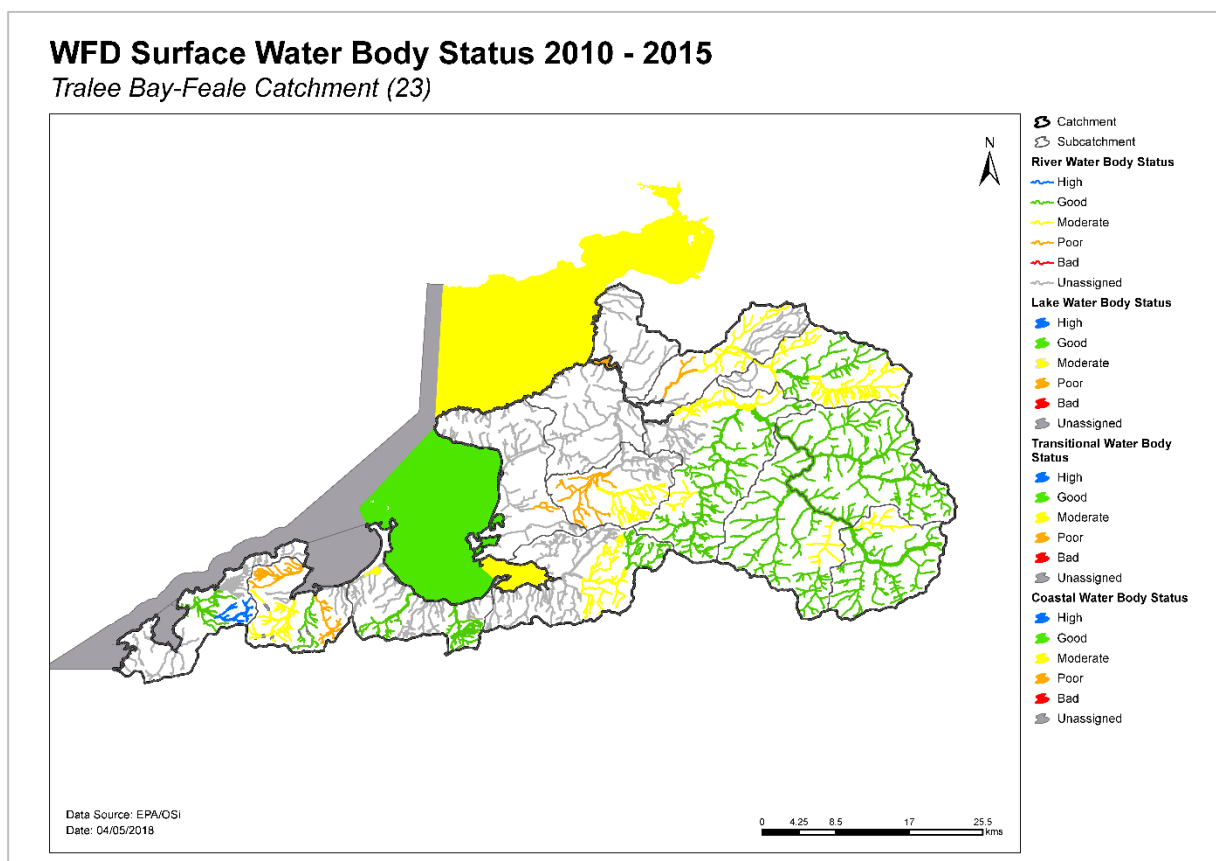 WFD Surface Water Body Status 2010 - 2015
Tralee Bay-Feale Catchment (23)
N
Catchment
Subcatchment
River Water Body Status
High
Good
Moderate
Poor
Bad
Unassigned
Lake Water Body Status
High
Good
Moderate
Poor
Bad
Unassigned
Transitional Water Body
Status
High
Good
Moderate
Poor
Bad
Unassigned
Coastal Water Body Status
High
Good
Moderate
Poor
Bad
Unassigned
Data Source: EPA/OSi
Date: 04/05/2018
0 4.25 8.5 17 25.5
kms